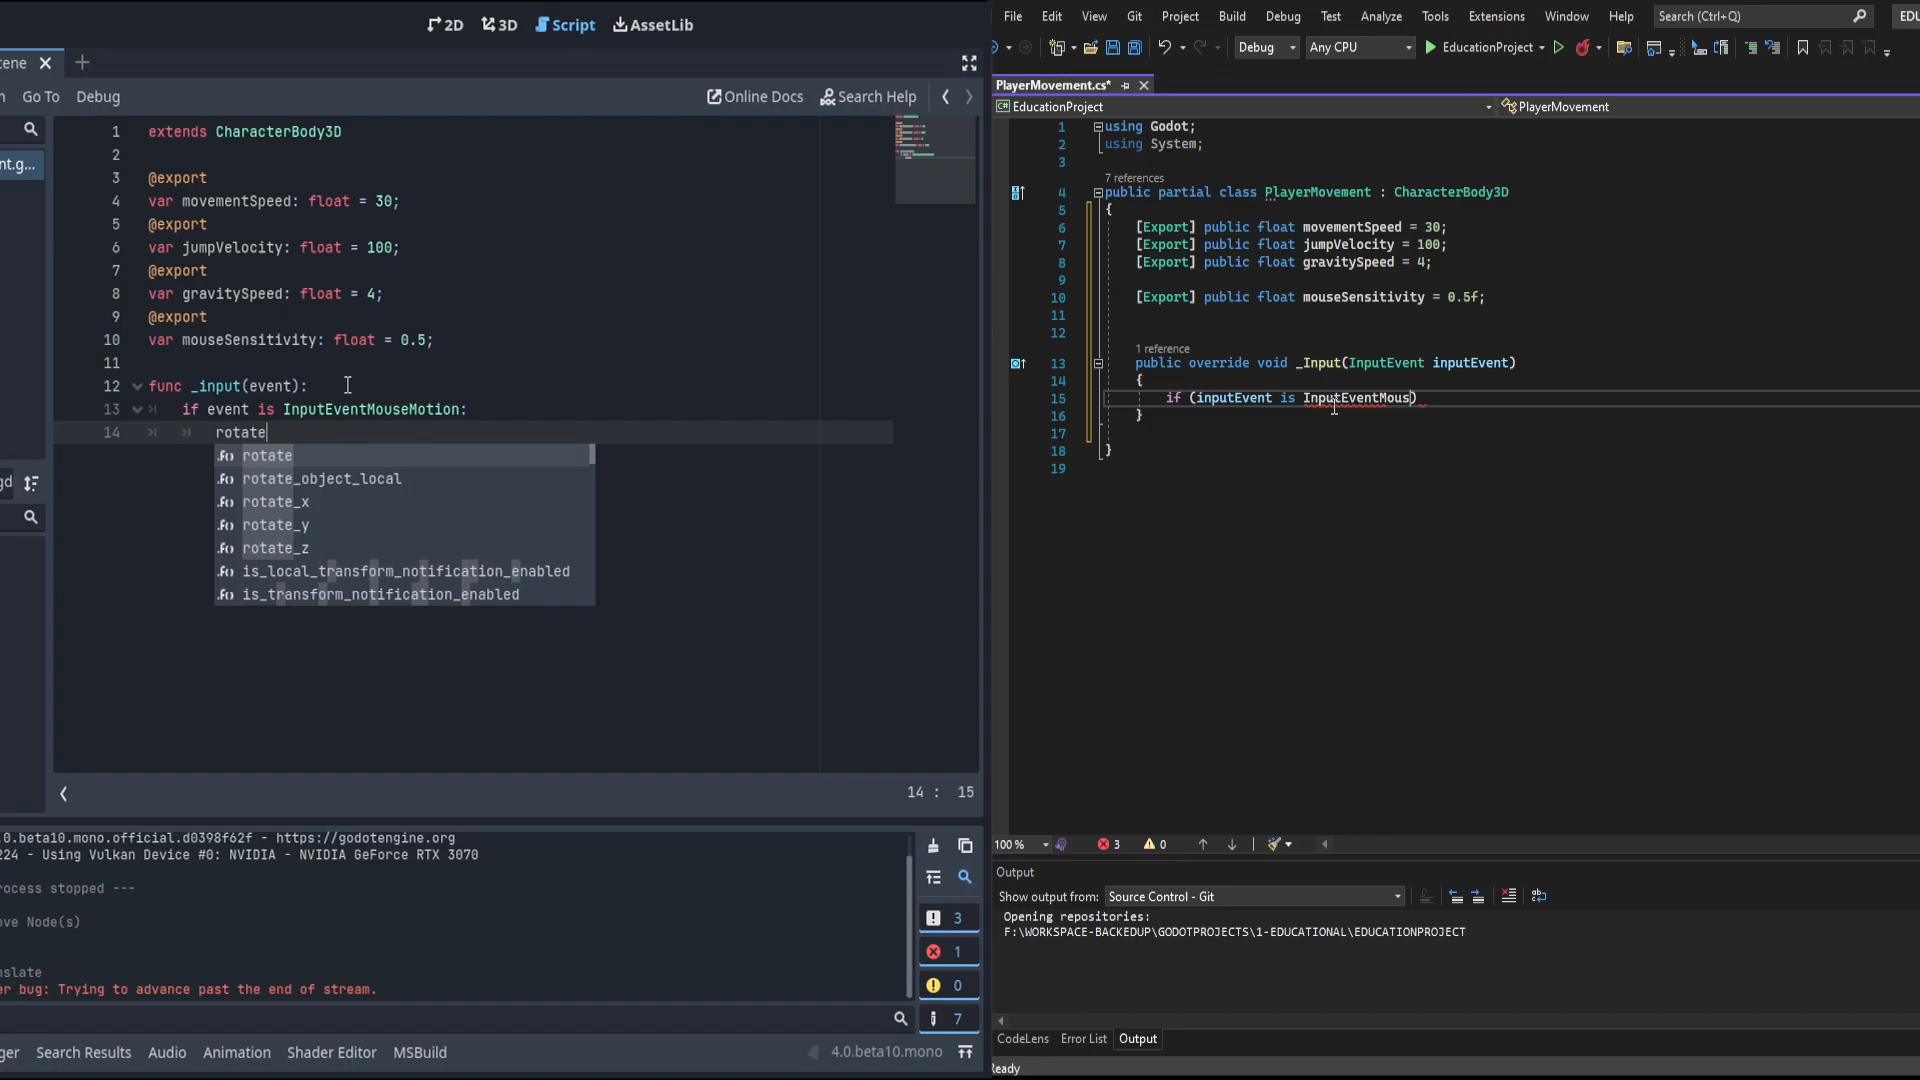 2D 3D Script AssetLib
cene
Go To Debug Online Docs Search Help
nt.g...
gd
1 extends CharacterBody3D
2
3 @export
4 var movementSpeed: float = 30;
5 @export
6 var jumpVelocity: float = 100;
7 @export
8 var gravitySpeed: float = 4;
9 @export
10 var mouseSensitivity: float = 0.5;
11
12 func _input(event):
13 if event is InputEventMouseMotion:
14 rotate
rotate
rotate_object_local
rotate_x
rotate_y
rotate_z
is_local_transform_notification_enabled
is_transform_notification_enabled
14 : 15
.0.beta10.mono.official.d0398f62f - https://godotengine.org
224 - Using Vulkan Device #0: NVIDIA - NVIDIA GeForce RTX 3070
rocess stopped ---
ove Node(s)
nslate
er bug: Trying to advance past the end of stream.
3
1
0
7
ger Search Results Audio Animation Shader Editor MSBuild 4.0.beta10.mono
File Edit View Git Project Build Debug Test Analyze Tools Extensions Window Help Search (Ctrl+Q) EDU
Debug Any CPU EducationProject
PlayerMovement.cs*
EducationProject PlayerMovement
1 using Godot;
2 using System;
3
7 references
4 public partial class PlayerMovement : CharacterBody3D
5 {
6 [Export] public float movementSpeed = 30;
7 [Export] public float jumpVelocity = 100;
8 [Export] public float gravitySpeed = 4;
9
10 [Export] public float mouseSensitivity = 0.5f;
11
12
1 reference
13 public override void _Input(InputEvent inputEvent)
14 {
15 if (inputEvent is InputEventMous)
16 }
17
18 }
19
100 % 3 0
Output
Show output from: Source Control - Git
Opening repositories:
F:\WORKSPACE-BACKEDUP\GODOTPROJECTS\1-EDUCATIONAL\EDUCATIONPROJECT
CodeLens Error List Output
Ready